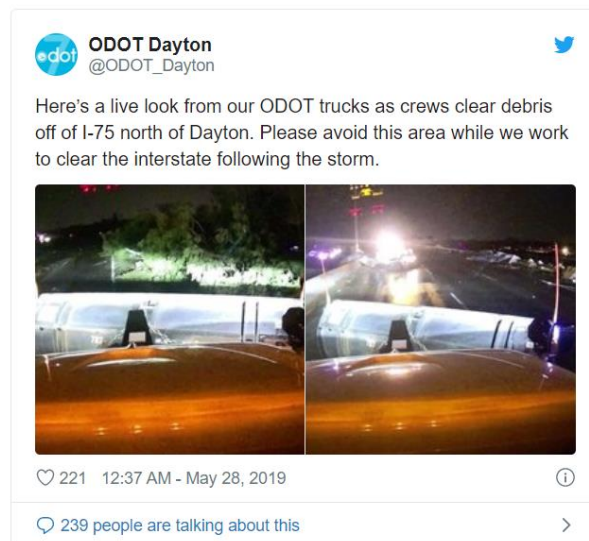 ODOT Dayton
@ODOT_Dayton
Here's a live look from our ODOT trucks as crews clear debris
off of I-75 north of Dayton. Please avoid this area while we work
to clear the interstate following the storm.
221 12:37 AM - May 28, 2019
239 people are talking about this